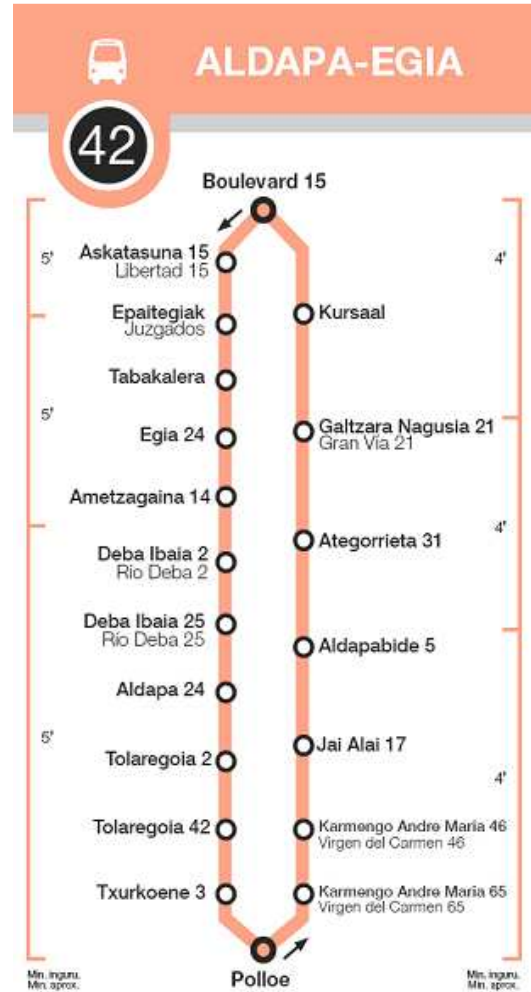 ALDAPA-EGIA
42
Boulevard 15
5'
Askatasuna 15
Libertad 15
Epaitegiak
Juzgados
Tabakalera
5'
Egia 24
Ametzagaina 14
Deba Ibaia 2
Río Deba 2
Deba Ibaia 25
Río Deba 25
Aldapa 24
5'
Tolaregoia 2
Tolaregoia 42
Txurkoene 3
4'
Kursaal
Galtzara Nagusia 21
Gran Vía 21
4'
Ategorrieta 31
Aldapabide 5
Jai Alai 17
4'
Karmengo Andre Maria 46
Virgen del Carmen 46
Karmengo Andre Maria 65
Virgen del Carmen 65
Polloe
Min. inguru.
Min. aprox.
Min. inguru.
Min. aprox.